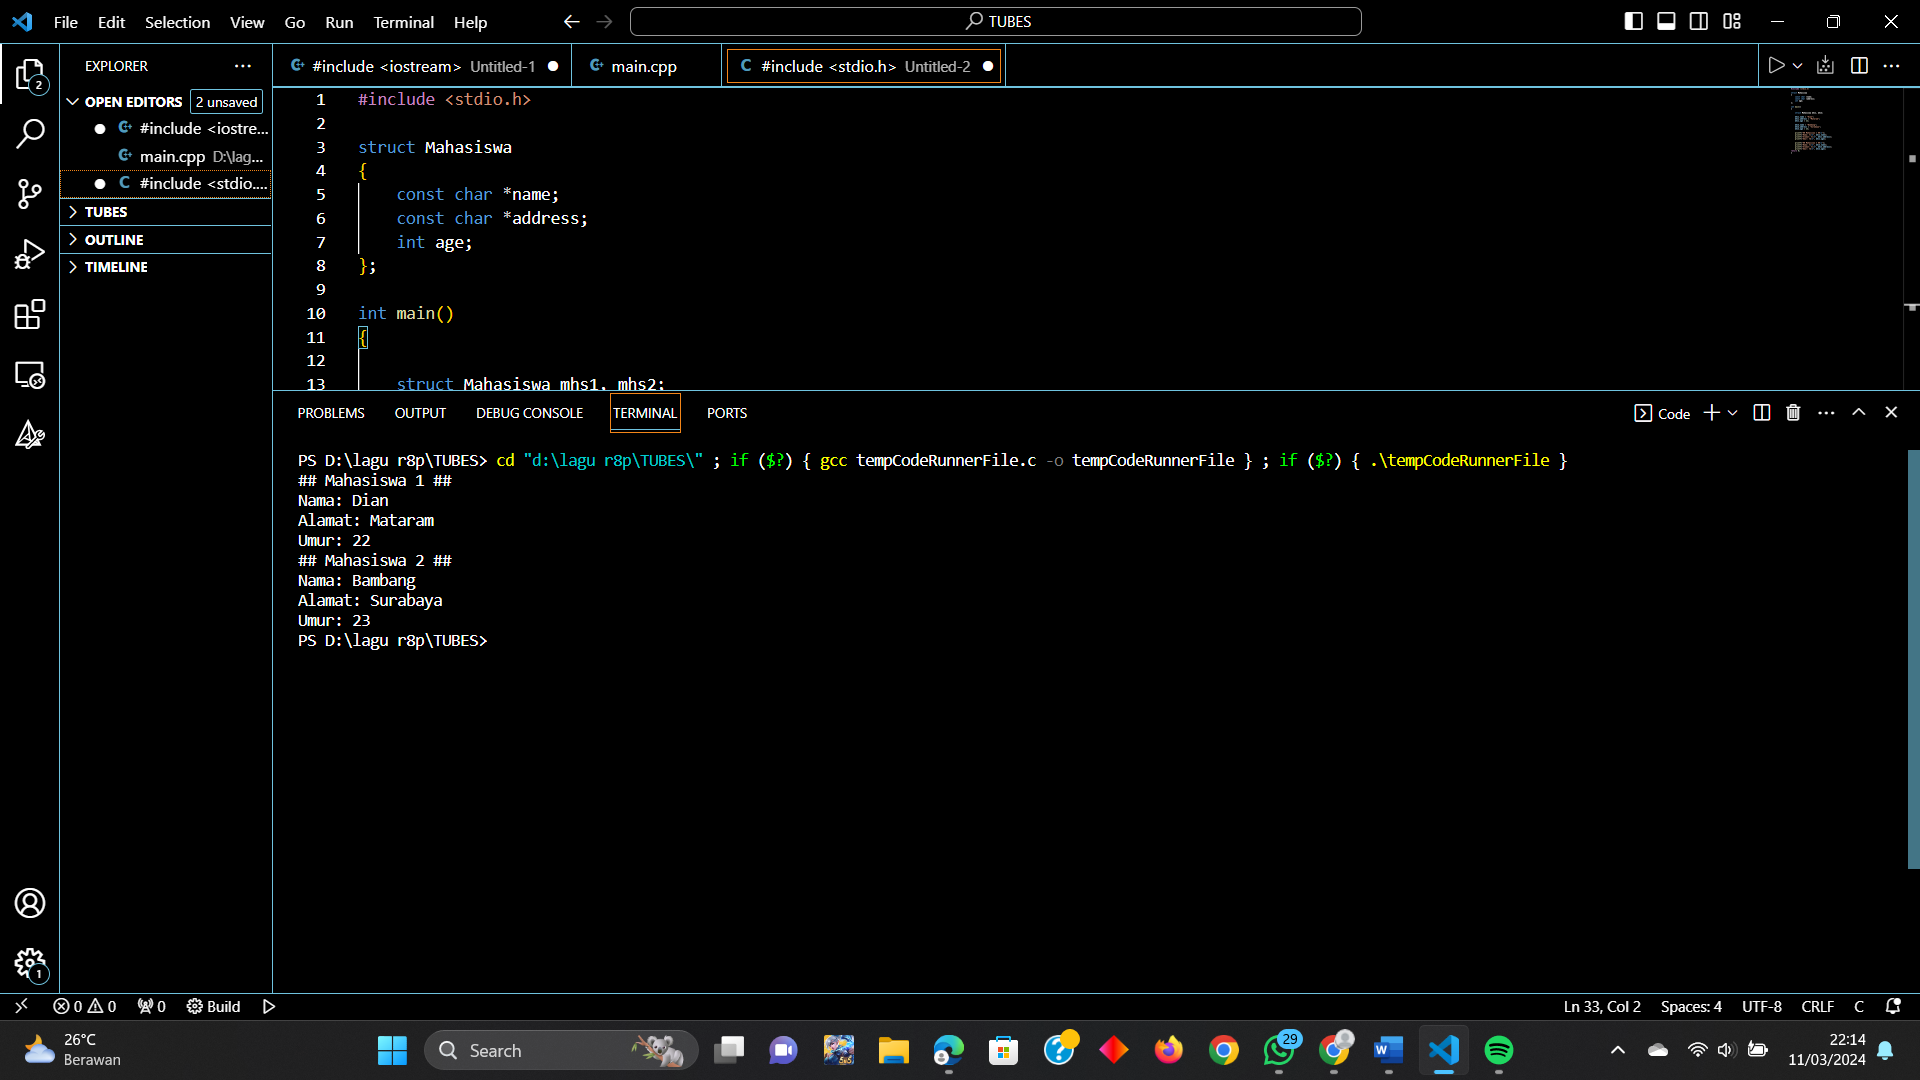 File Edit Selection View Go Run Terminal Help
TUBES
EXPLORER
#include <iostream> Untitled-1
main.cpp
#include <stdio.h> Untitled-2
2
OPEN EDITORS 2 unsaved
#include <iostre...
main.cpp D:\lag...
#include <stdio....
TUBES
OUTLINE
TIMELINE
1 #include <stdio.h>
2
3 struct Mahasiswa
4 {
5 const char *name;
6 const char *address;
7 int age;
8 };
9
10 int main()
11 {
12
13 struct Mahasiswa mhs1, mhs2;
PROBLEMS OUTPUT DEBUG CONSOLE TERMINAL PORTS
Code
PS D:\lagu r8p\TUBES> cd "d:\lagu r8p\TUBES\" ; if ($?) { gcc tempCodeRunnerFile.c -o tempCodeRunnerFile } ; if ($?) { .\tempCodeRunnerFile }
## Mahasiswa 1 ##
Nama: Dian
Alamat: Mataram
Umur: 22
## Mahasiswa 2 ##
Nama: Bambang
Alamat: Surabaya
Umur: 23
PS D:\lagu r8p\TUBES>
1
0 0 0 Build
Ln 33, Col 2 Spaces: 4 UTF-8 CRLF C
26°C
Berawan
Search
29
22:14
11/03/2024